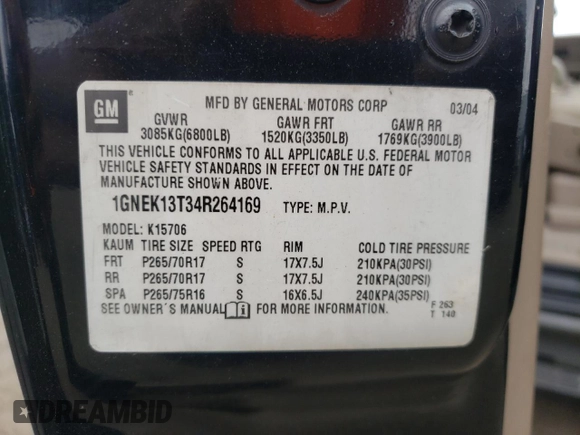 GM
MFD BY GENERAL MOTORS CORP 03/04
GVWR GAWR FRT GAWR RR
3085KG(6800LB) 1520KG(3350LB) 1769KG(3900LB)
THIS VEHICLE CONFORMS TO ALL APPLICABLE U.S. FEDERAL MOTOR
VEHICLE SAFETY STANDARDS IN EFFECT ON THE DATE OF
MANUFACTURE SHOWN ABOVE.
1GNEK13T34R264169 TYPE: M.P.V.
MODEL: K15706
KAUM TIRE SIZE SPEED RTG RIM COLD TIRE PRESSURE
FRT P265/70R17 S 17X7.5J 210KPA(30PSI)
RR P265/70R17 S 17X7.5J 210KPA(30PSI)
SPA P265/75R16 S 16X6.5J 240KPA(35PSI)
SEE OWNER'S MANUAL i FOR MORE INFORMATION.
F 263
T 140
DREAMBID